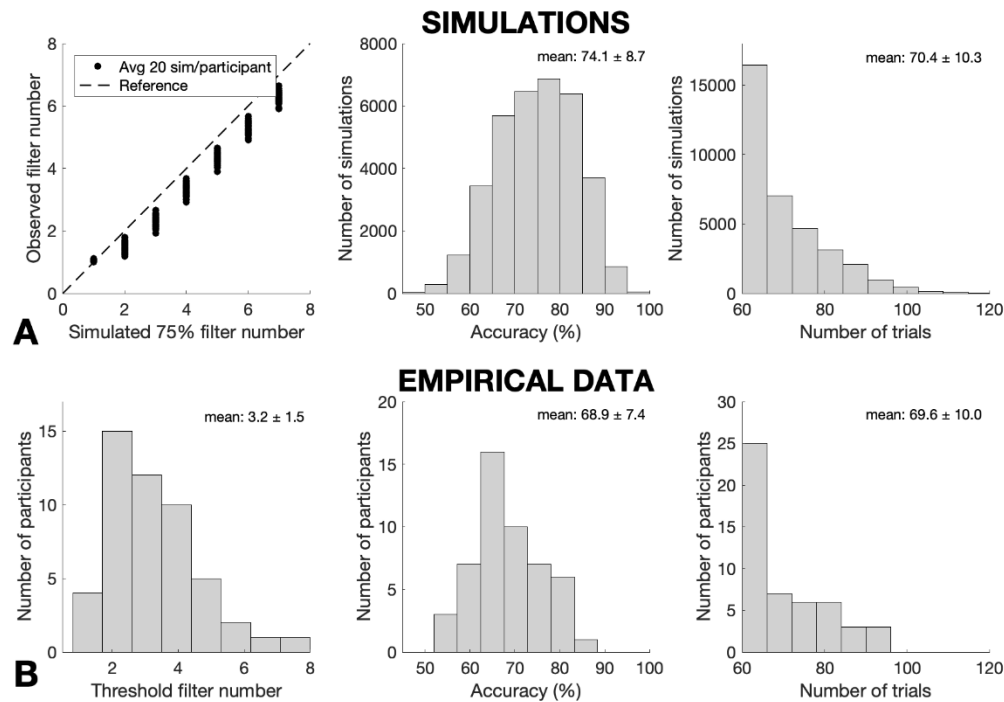 SIMULATIONS
8
6
4
2
0
0
2
4
6
8
Observed filter number
Simulated 75% filter number
Avg 20 sim/participant
Reference
A
8000
6000
4000
2000
0
50
60
70
80
90
100
Number of simulations
Accuracy (%)
mean: 74.1 ± 8.7
15000
10000
5000
0
60
80
100
120
Number of simulations
Number of trials
mean: 70.4 ± 10.3
EMPIRICAL DATA
15
10
5
0
2
4
6
8
Number of participants
Threshold filter number
mean: 3.2 ± 1.5
B
20
15
10
5
0
50
60
70
80
90
100
Number of participants
Accuracy (%)
mean: 68.9 ± 7.4
30
25
20
15
10
5
0
60
80
100
120
Number of participants
Number of trials
mean: 69.6 ± 10.0